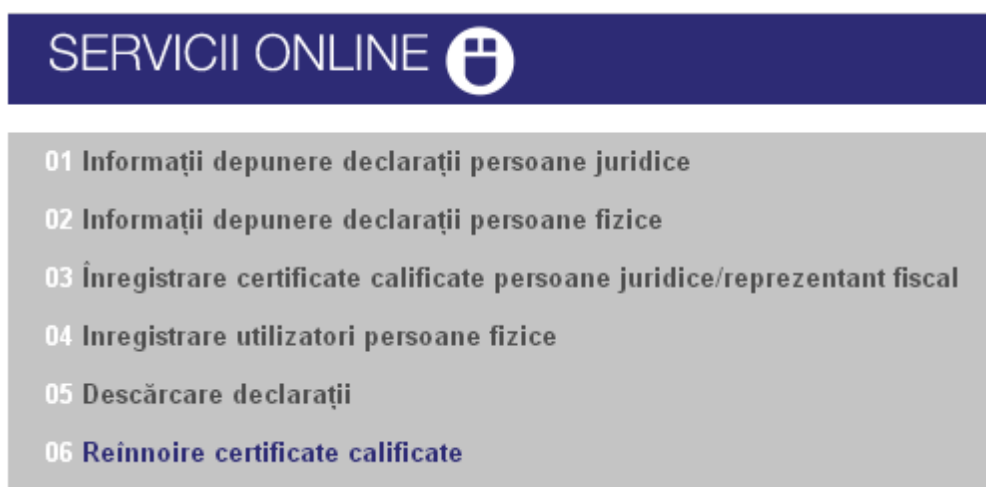 SERVICII ONLINE
01 Informații depunere declarații persoane juridice
02 Informații depunere declarații persoane fizice
03 Înregistrare certificate calificate persoane juridice/reprezentant fiscal
04 Inregistrare utilizatori persoane fizice
05 Descărcare declarații
06 Reînnoire certificate calificate